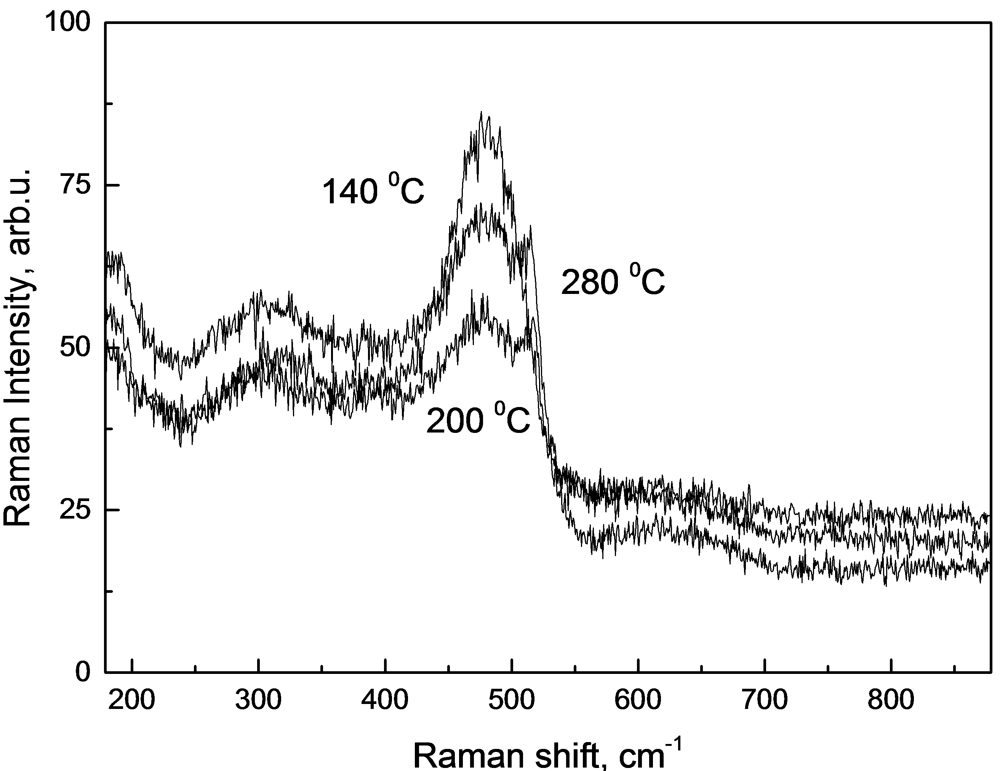 100
75
50
25
0
Raman Intensity, arb.u.
140 ⁰C
280 ⁰C
200 ⁰C
200 300 400 500 600 700 800
Raman shift, cm⁻¹